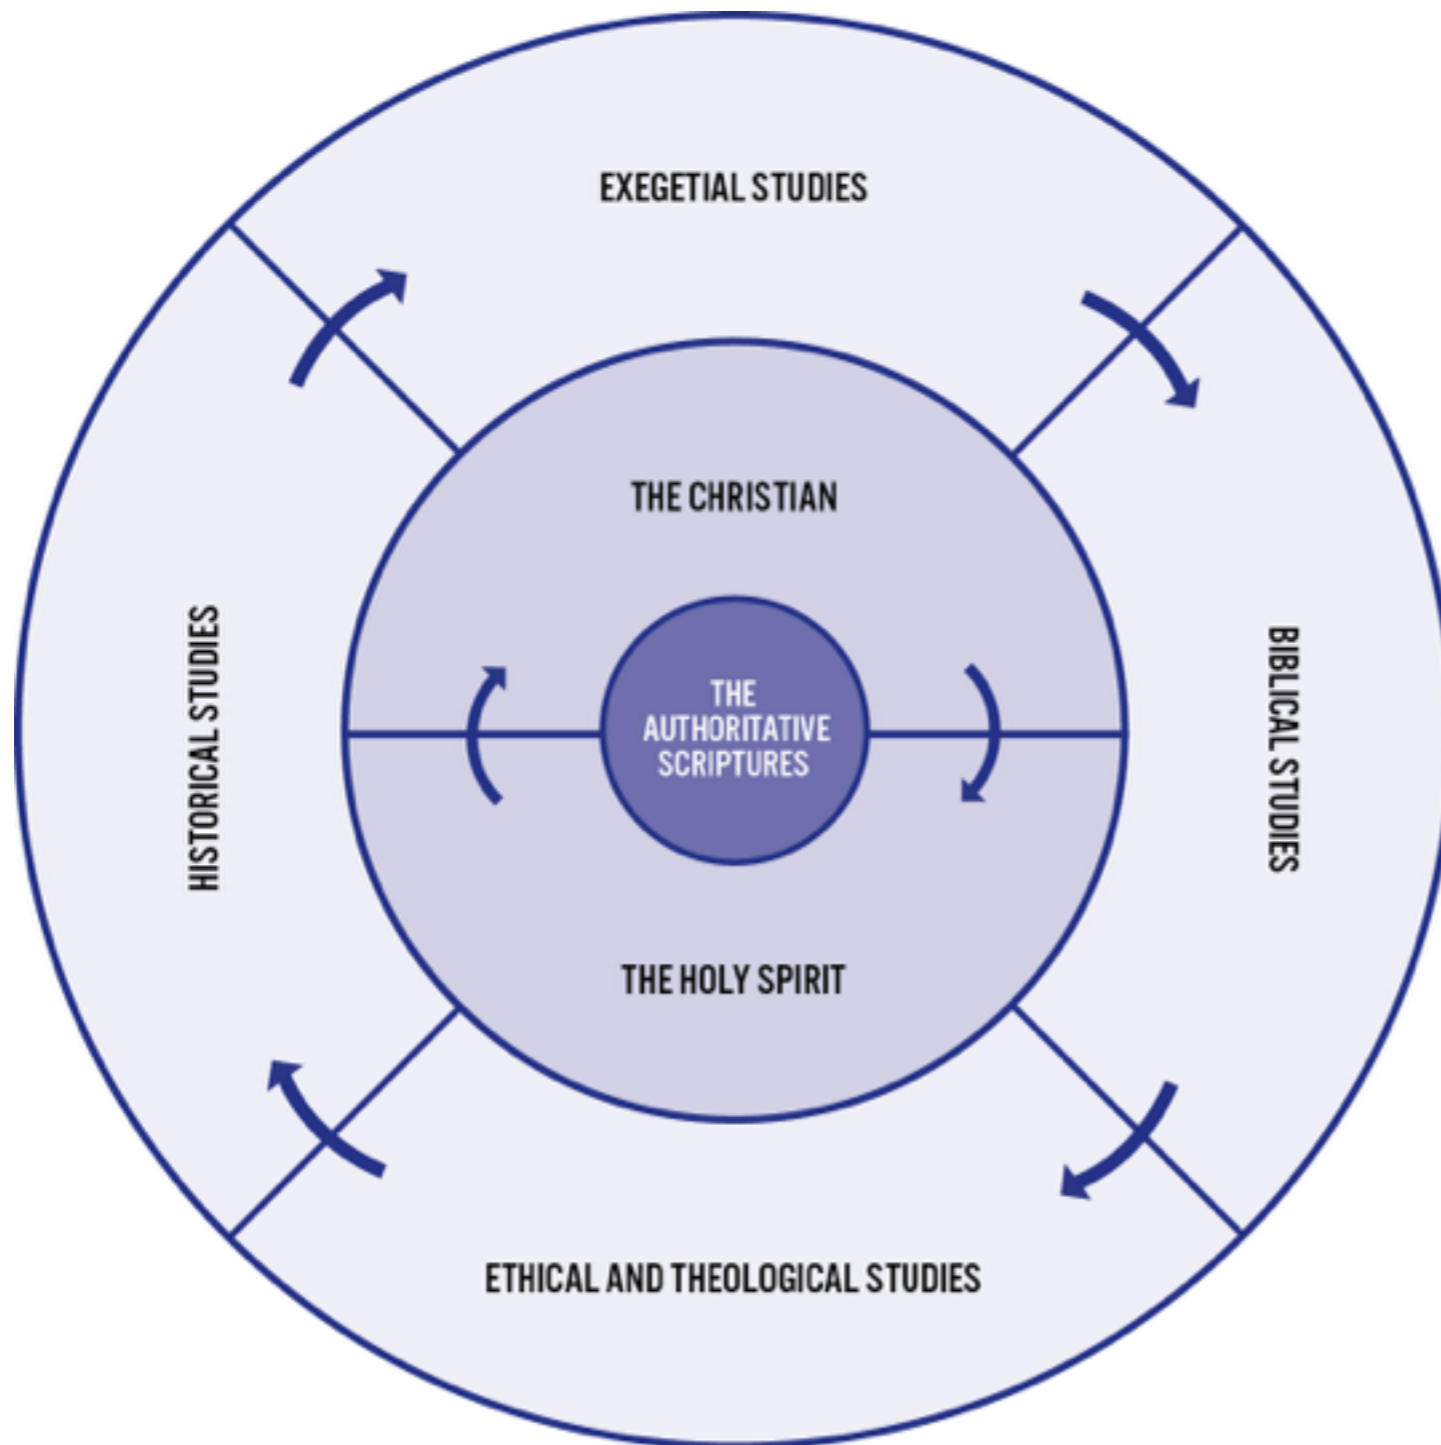 EXEGETIAL STUDIES
THE CHRISTIAN
THE
AUTHORITATIVE
SCRIPTURES
HISTORICAL STUDIES
BIBLICAL STUDIES
THE HOLY SPIRIT
ETHICAL AND THEOLOGICAL STUDIES